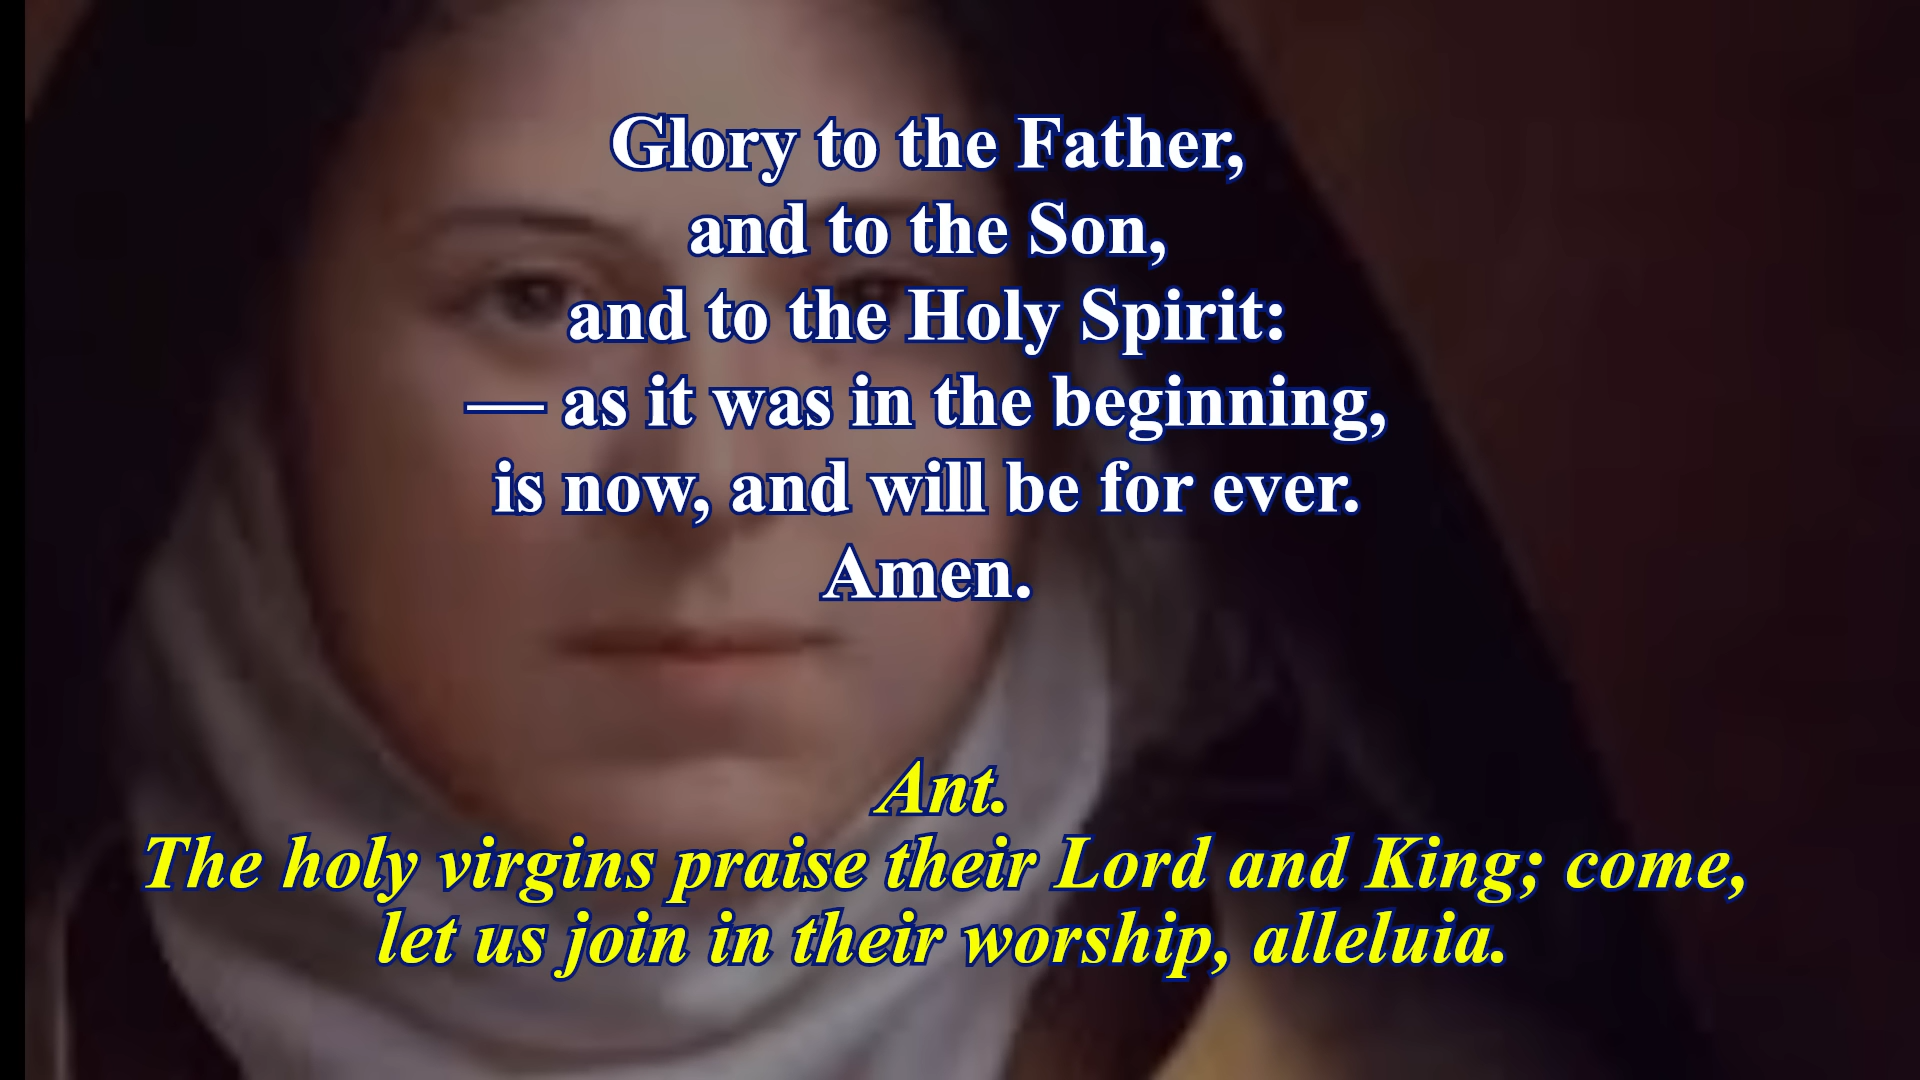 Glory to the Father,
and to the Son,
and to the Holy Spirit:
— as it was in the beginning,
is now, and will be for ever.
Amen.
Ant.
The holy virgins praise their Lord and King; come,
let us join in their worship, alleluia.